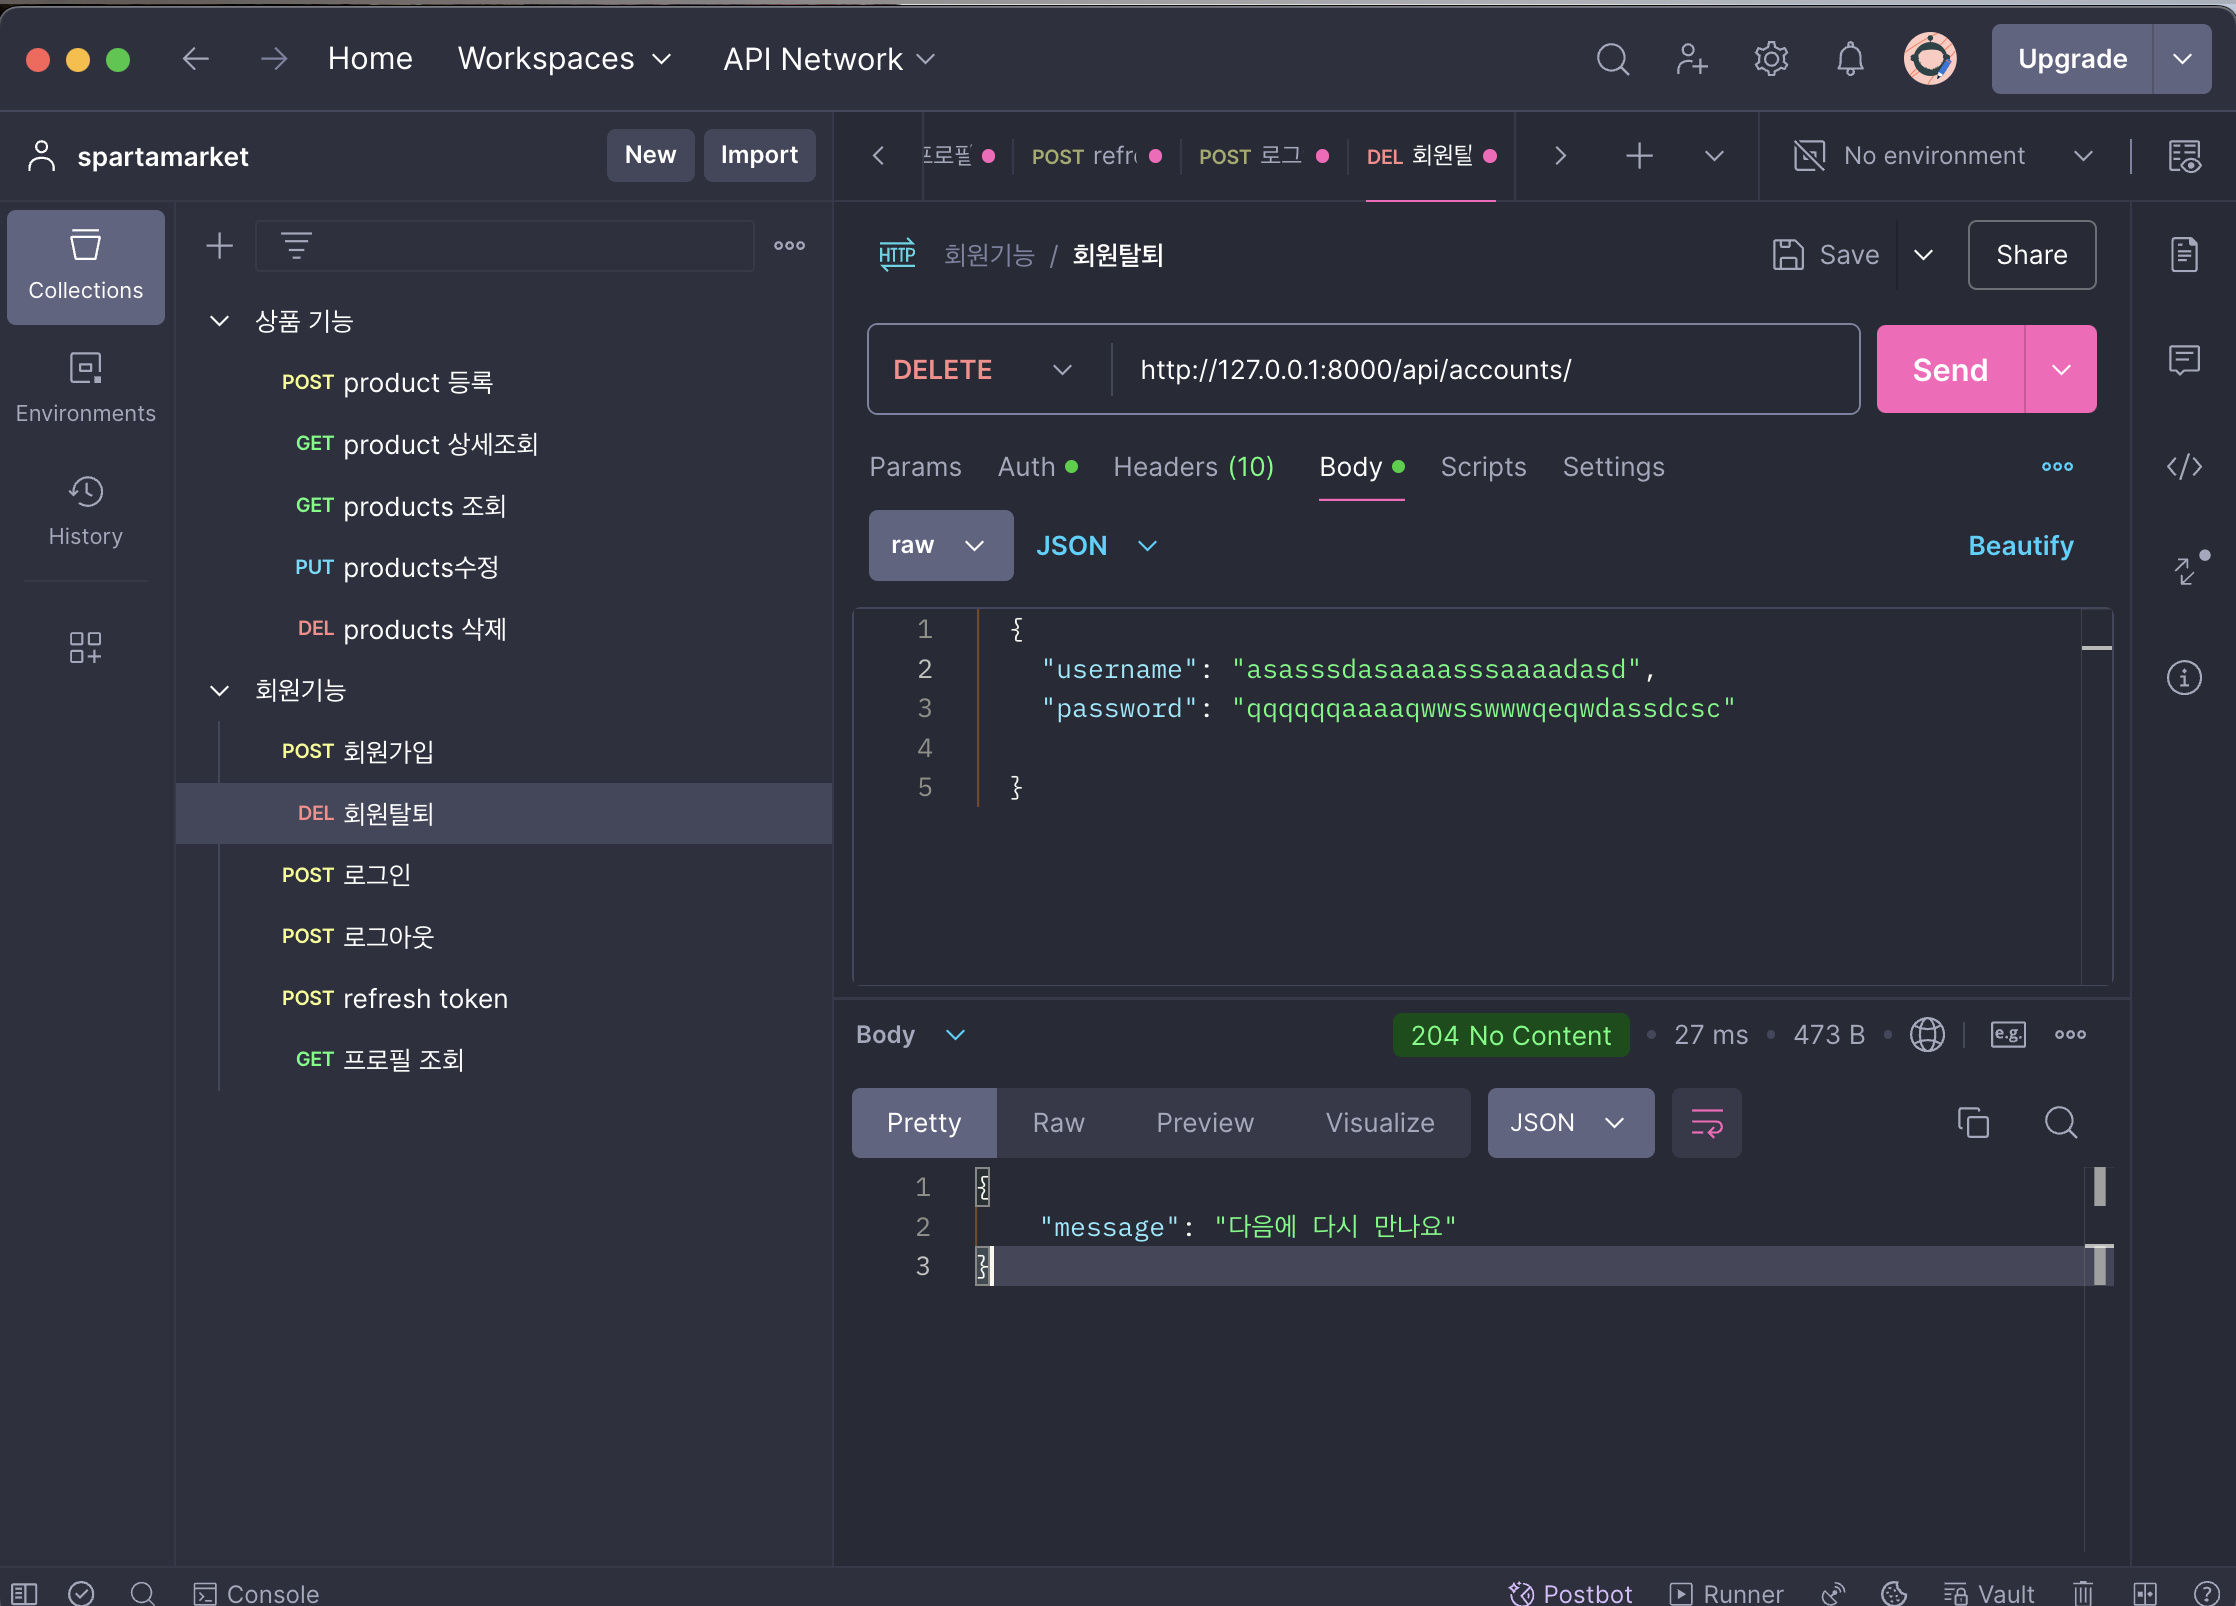 Home Workspaces API Network Upgrade
spartamarket New Import
프로필 POST refr POST 로그 DEL 회원탈 No environment
Collections
Environments
History
상품 기능
POST product 등록
GET product 상세조회
GET products 조회
PUT products수정
DEL products 삭제
회원기능
POST 회원가입
DEL 회원탈퇴
POST 로그인
POST 로그아웃
POST refresh token
GET 프로필 조회
HTTP 회원기능 / 회원탈퇴 Save Share
DELETE http://127.0.0.1:8000/api/accounts/ Send
Params Auth Headers (10) Body Scripts Settings
raw JSON Beautify
1 {
2 "username": "asasssdasaaaasssaaaadasd",
3 "password": "qqqqqqaaaaqwwsswwwqeqwdassdcsc"
4
5 }
Body 204 No Content 27 ms 473 B e.g.
Pretty Raw Preview Visualize JSON
1 {
2 "message": "다음에 다시 만나요"
3 }
Console Postbot Runner Vault